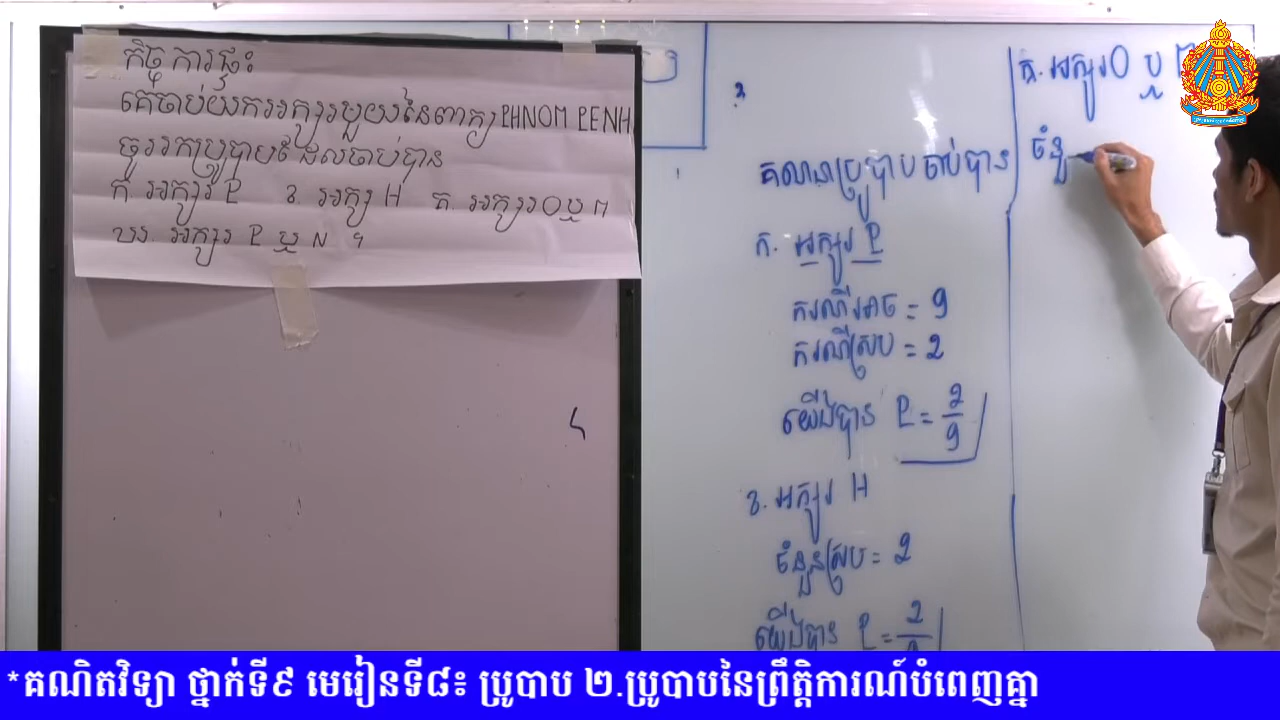 កិច្ចការផ្ទះ
គេចាប់យកអក្សរមួយនៃពាក្យ PHNOM PENH
ចូររកប្រូបាបដែលចាប់បាន
ក. អក្សរ P ខ. អក្សរ H គ. អក្សរ O ឬ M
ឃ. អក្សរ P ឬ N ។
គណនាប្រូបាបចាប់បាន
ក. អក្សរ P
ករណីអាច = 9
ករណីស្រប = 2
យើងបាន P = 2/9
ខ. អក្សរ H
ចំនួនស្រប = 2
យើងបាន P = 2/9
គ. អក្សរ O ឬ
ចំនួ
*គណិតវិទ្យា ថ្នាក់ទី៩ មេរៀនទី៨៖ ប្រូបាប ២.ប្រូបាបនៃព្រឹត្តិការណ៍បំពេញគ្នា